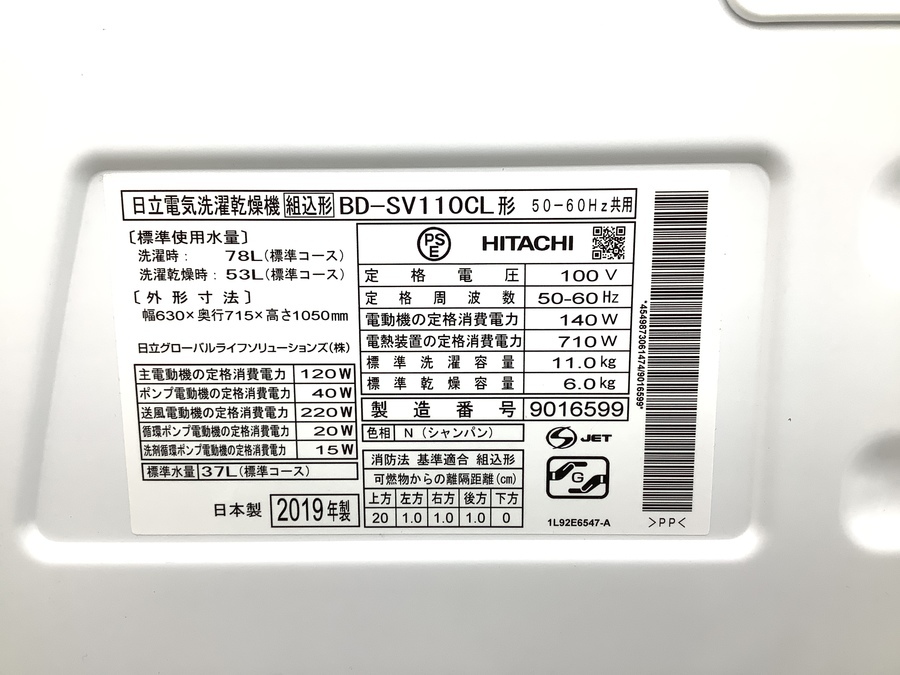 日立電気洗濯乾燥機 組込形 BD-SV110CL形 50-60Hz共用
〔標準使用水量〕
洗濯時： 78L(標準コース)
洗濯乾燥時：53L(標準コース)
〔外形寸法〕
幅630×奥行715×高さ1050mm
日立グローバルライフソリューションズ(株)
主電動機の定格消費電力 120W
ポンプ電動機の定格消費電力 40W
送風電動機の定格消費電力 220W
循環ポンプ電動機の定格消費電力 20W
洗剤循環ポンプ電動機の定格消費電力 15W
標準水量 37L(標準コース)
日本製 2019年製
PSE HITACHI
定格電圧 100V
定格周波数 50-60Hz
電動機の定格消費電力 140W
電熱装置の定格消費電力 710W
標準洗濯容量 11.0kg
標準乾燥容量 6.0kg
製造番号 9016599
色相 N（シャンパン）
S JET
消防法 基準適合 組込形
可燃物からの離隔距離(cm)
上方 左方 右方 後方 下方
20 1.0 1.0 1.0 0
G
1L92E6547-A
*4549873061474/9016599*
>PP<